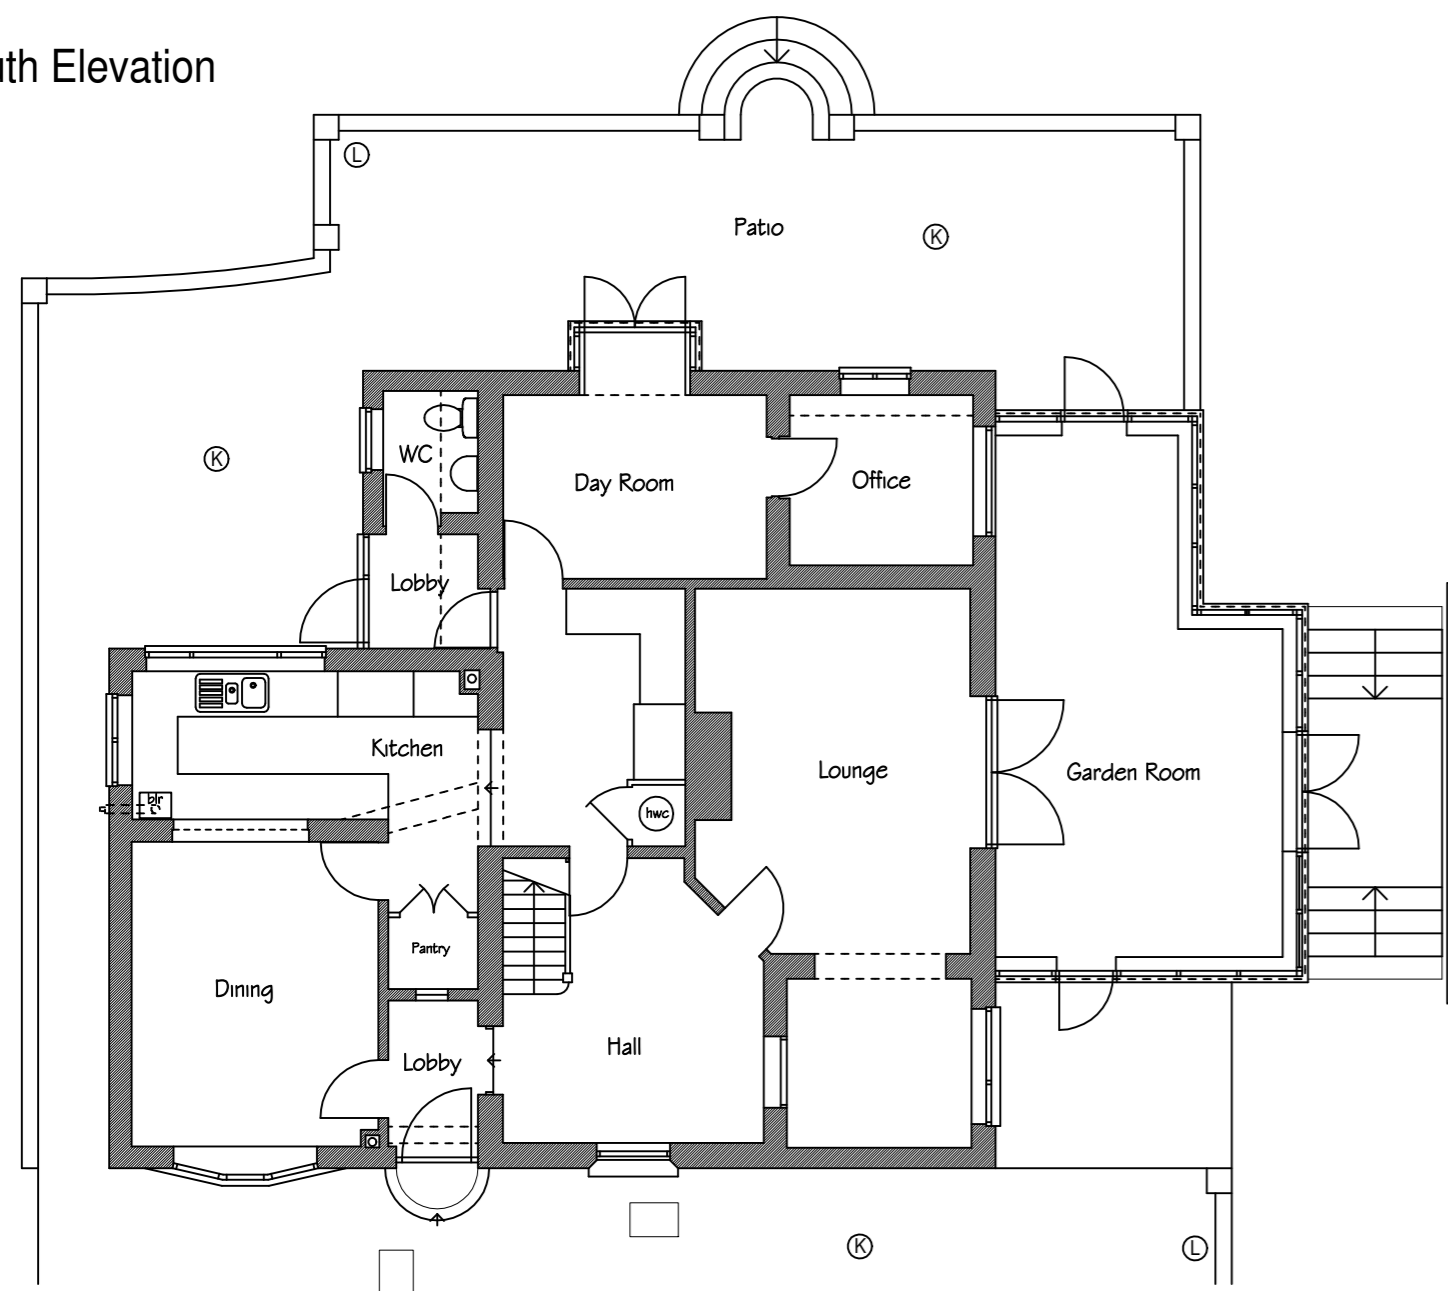 uth Elevation
L
Patio
K
K
WC
Day Room
Office
Lobby
Kitchen
Lounge
Garden Room
blr
hwc
Pantry
Dining
Hall
Lobby
K
L